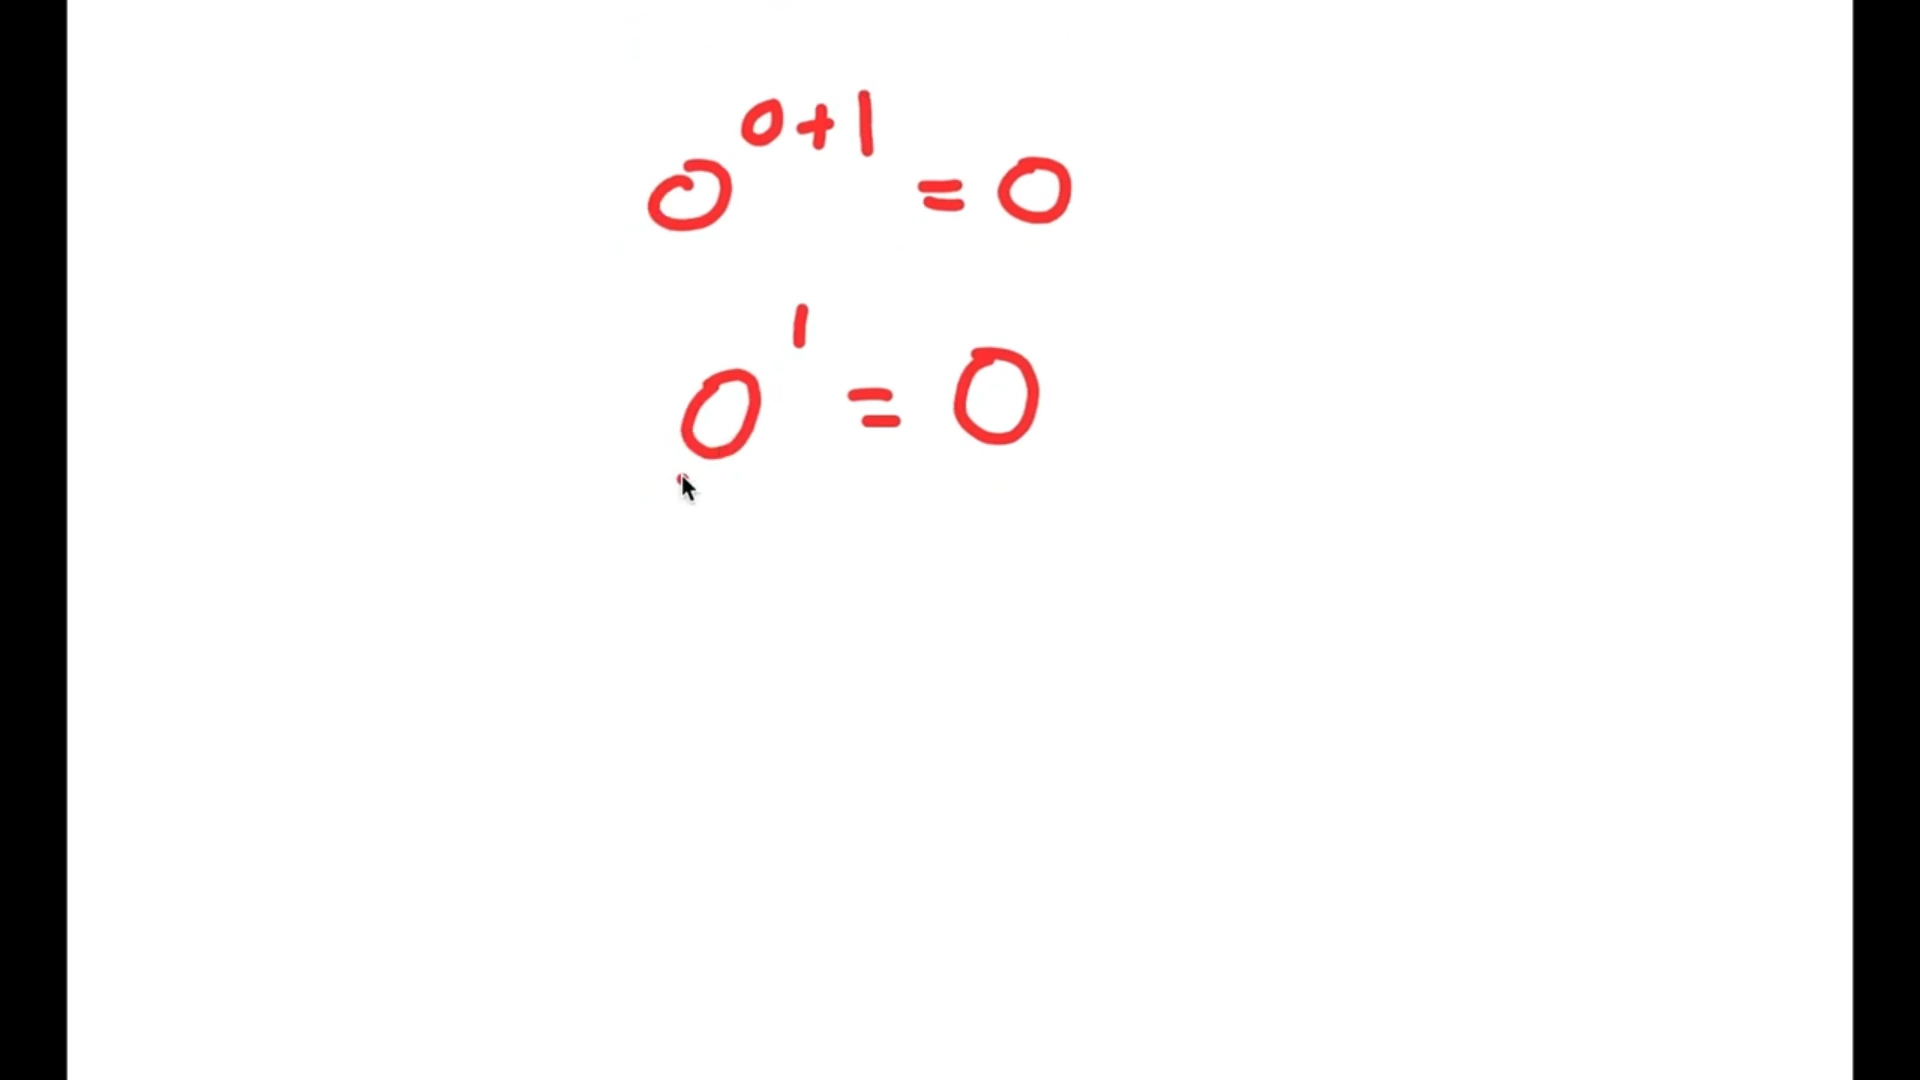 0^{0+1} = 0
0^1 = 0